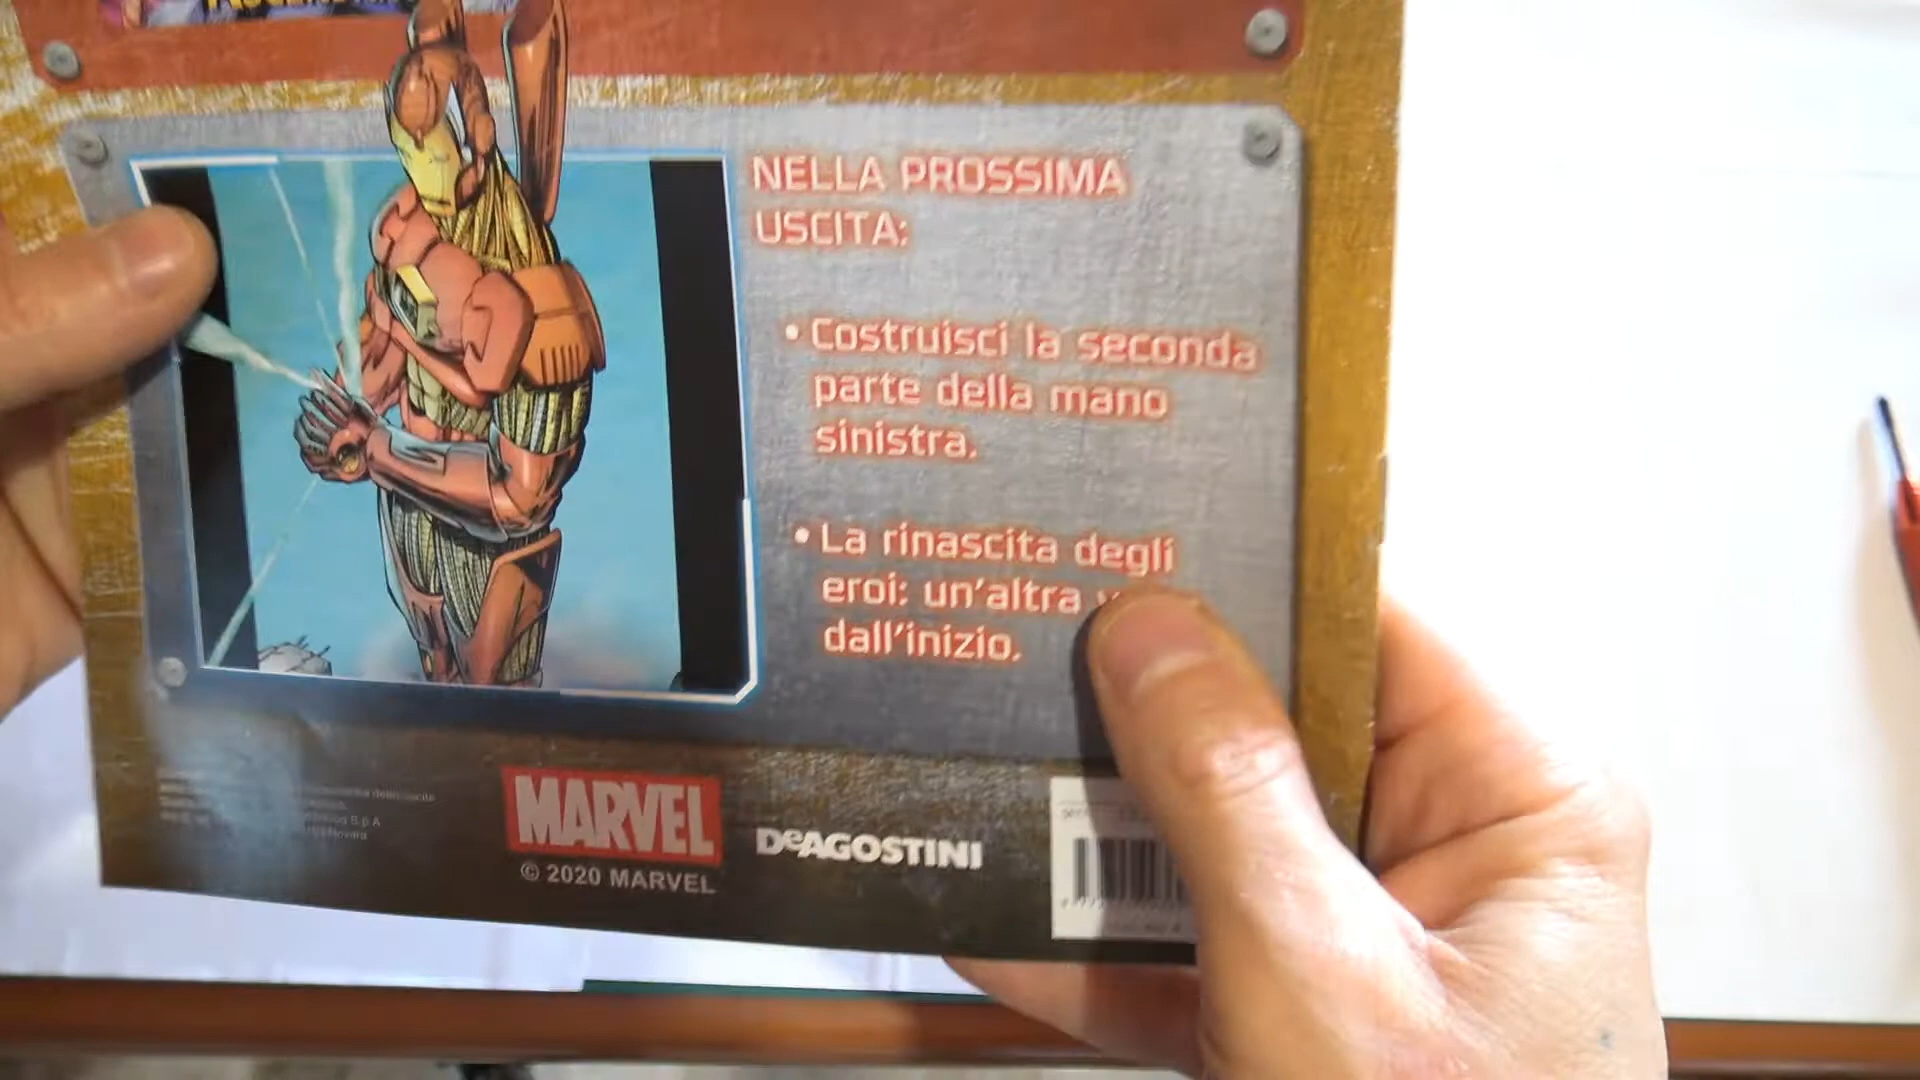 NELLA PROSSIMA
USCITA:
• Costruisci la seconda
parte della mano
sinistra.
• La rinascita degli
eroi: un'altra
dall'inizio.
MARVEL
© 2020 MARVEL
DeAGOSTINI